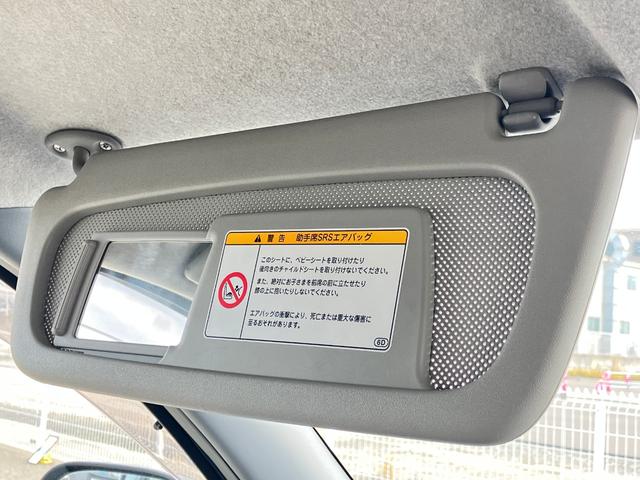 警告 助手席SRSエアバッグ
このシートに、ベビーシートを取り付けたり
後向きのチャイルドシートを取り付けないでください。
また、絶対にお子さまを前席の前に立たせたり
膝の上に抱いたりしないでください。
エアバッグの衝撃により、死亡または重大な傷害に
至るおそれがあります。
6D